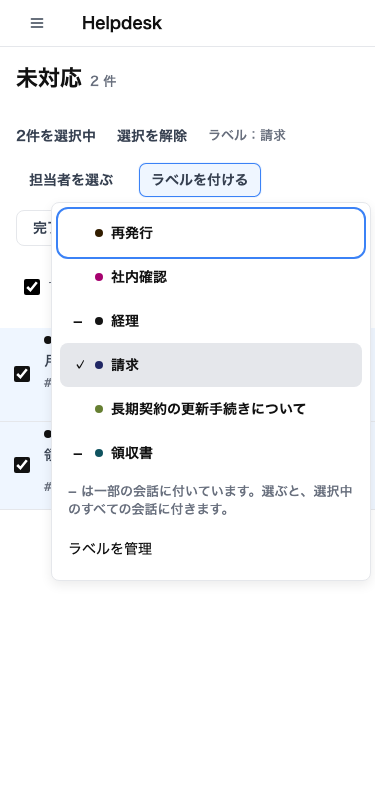 Helpdesk
未対応 2 件
2件を選択中 選択を解除 ラベル：請求
担当者を選ぶ ラベルを付ける
再発行
社内確認
– 経理
✓ 請求
長期契約の更新手続きについて
– 領収書
– は一部の会話に付いています。選ぶと、選択中
のすべての会話に付きます。
ラベルを管理